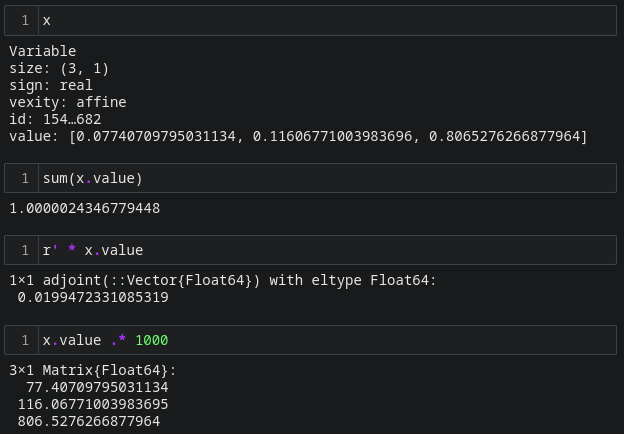 1 x
Variable
size: (3, 1)
sign: real
vexity: affine
id: 154…682
value: [0.07740709795031134, 0.11606771003983696, 0.8065276266877964]
1 sum(x.value)
1.0000024346779448
1 r' * x.value
1×1 adjoint(::Vector{Float64}) with eltype Float64:
0.0199472331085319
1 x.value .* 1000
3×1 Matrix{Float64}:
77.40709795031134
116.06771003983695
806.5276266877964